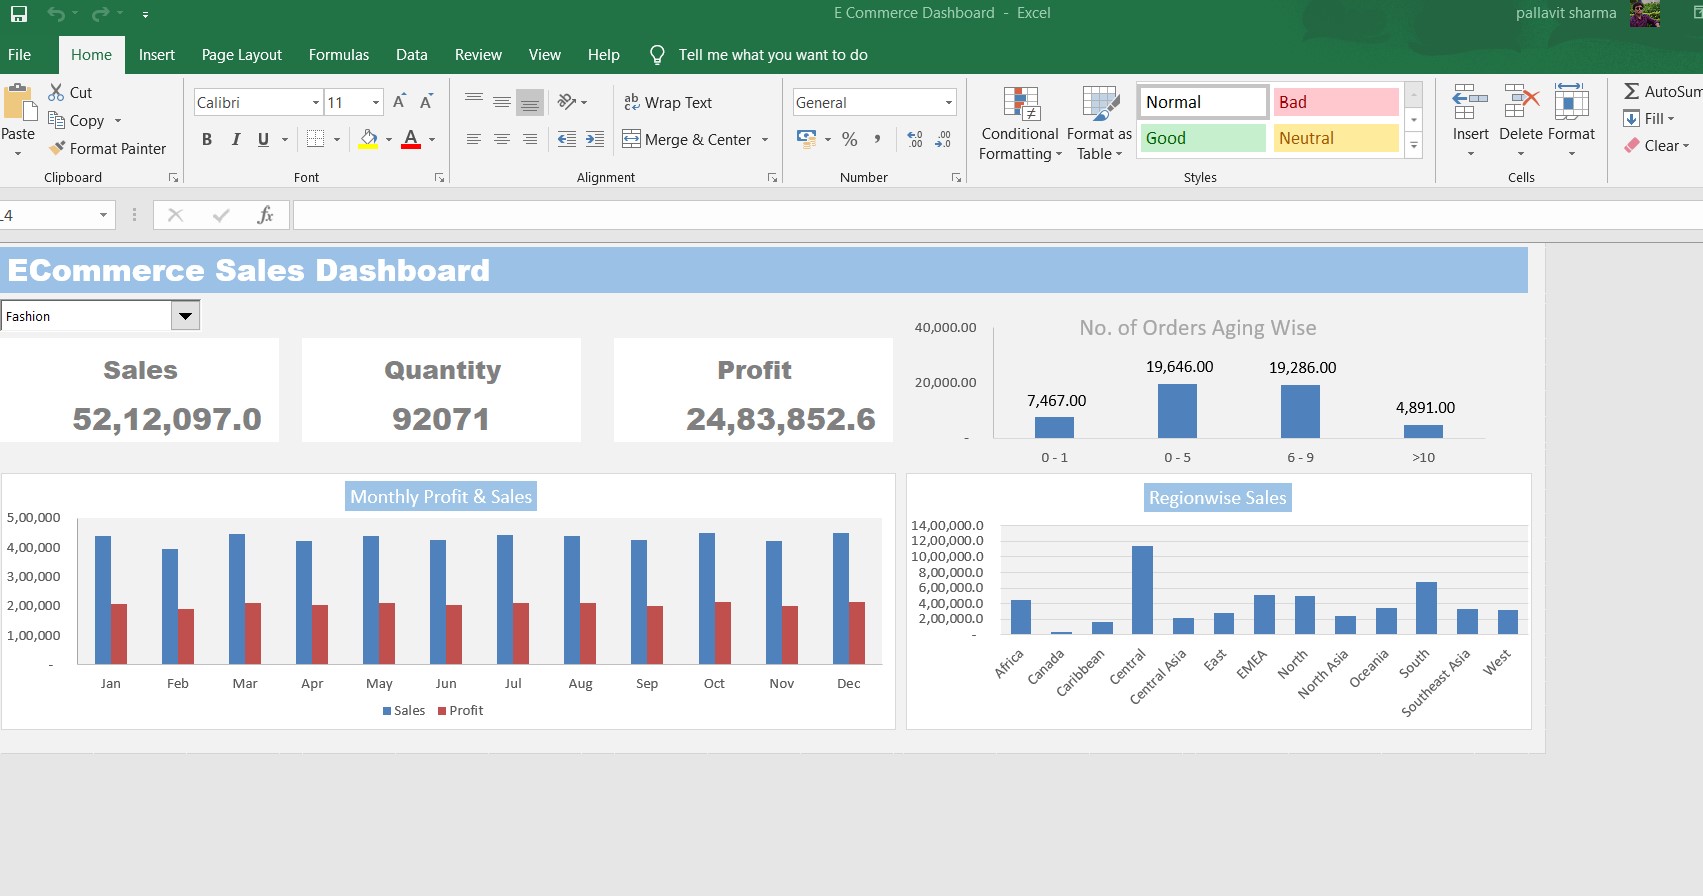 E Commerce Dashboard - Excel
pallavit sharma
File Home Insert Page Layout Formulas Data Review View Help Tell me what you want to do
Paste
Cut
Copy
Format Painter
Clipboard
Calibri 11
B I U A
Font
Wrap Text
Merge & Center
Alignment
General
% ,
Number
Conditional Formatting
Format as Table
Normal Bad
Good Neutral
Styles
Insert Delete Format
Cells
AutoSum
Fill
Clear
L4 fx
ECommerce Sales Dashboard
Fashion
Sales
52,12,097.0
Quantity
92071
Profit
24,83,852.6
No. of Orders Aging Wise
40,000.00
20,000.00
-
7,467.00 19,646.00 19,286.00 4,891.00
0 - 1 0 - 5 6 - 9 >10
Monthly Profit & Sales
5,00,000
4,00,000
3,00,000
2,00,000
1,00,000
-
Jan Feb Mar Apr May Jun Jul Aug Sep Oct Nov Dec
Sales Profit
Regionwise Sales
14,00,000.0
12,00,000.0
10,00,000.0
8,00,000.0
6,00,000.0
4,00,000.0
2,00,000.0
-
Africa Canada Caribbean Central Central Asia East EMEA North North Asia Oceania South Southeast Asia West